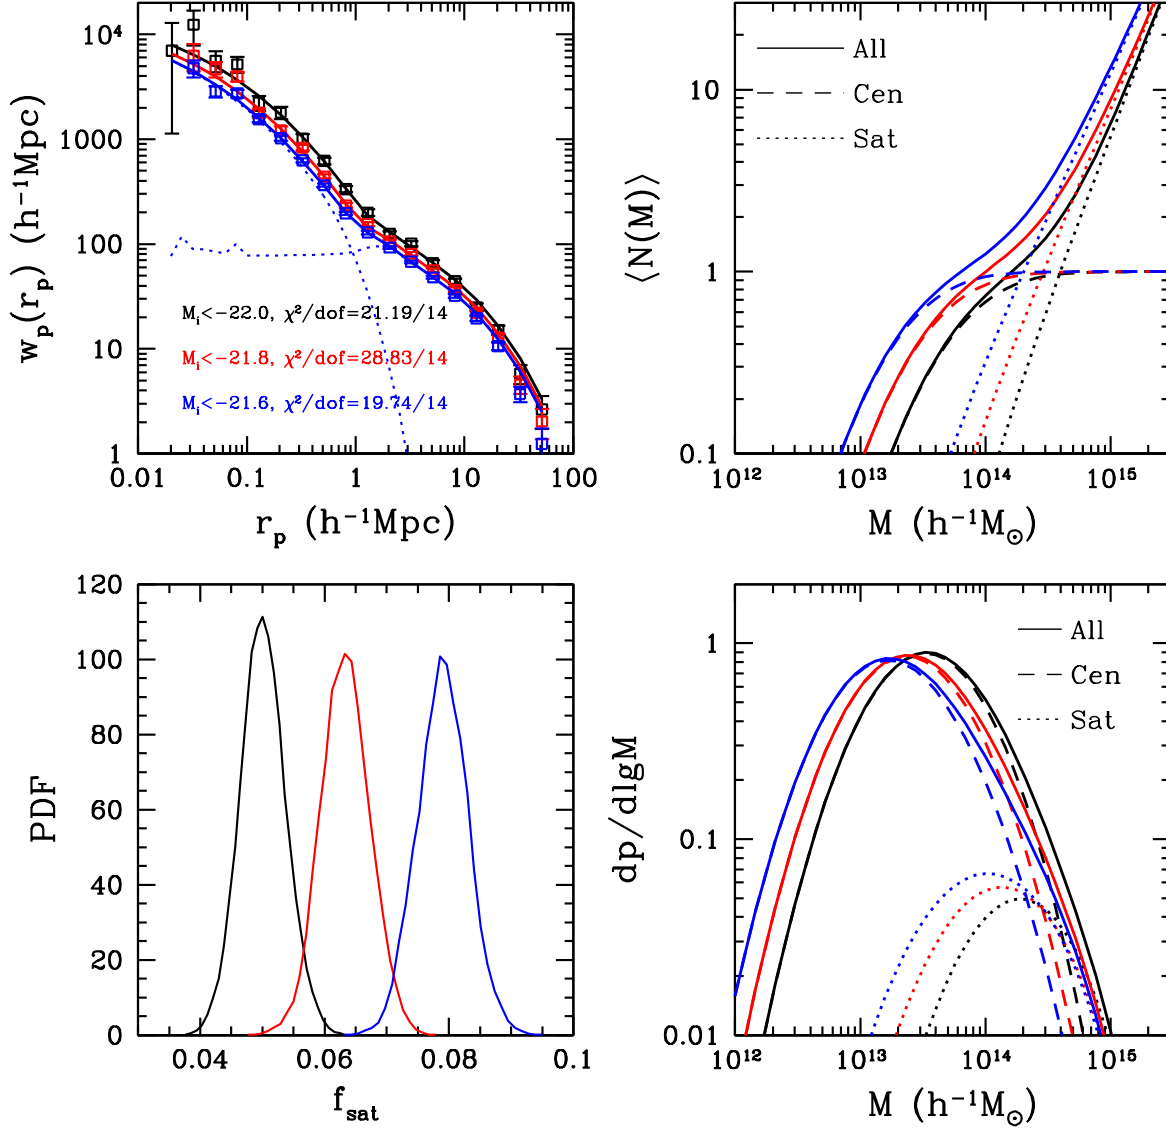 10⁴
1000
100
10
1
w_p(r_p) (h⁻¹Mpc)
M_i<-22.0, χ²/dof=21.19/14
M_i<-21.8, χ²/dof=28.83/14
M_i<-21.6, χ²/dof=19.74/14
0.01 0.1 1 10 100
r_p (h⁻¹Mpc)
All
Cen
Sat
10
1
0.1
⟨N(M)⟩
10¹² 10¹³ 10¹⁴ 10¹⁵
M (h⁻¹M_⊙)
120
100
80
60
40
20
0
PDF
0.04 0.06 0.08 0.1
f_sat
All
Cen
Sat
1
0.1
0.01
dp/dlgM
10¹² 10¹³ 10¹⁴ 10¹⁵
M (h⁻¹M_⊙)